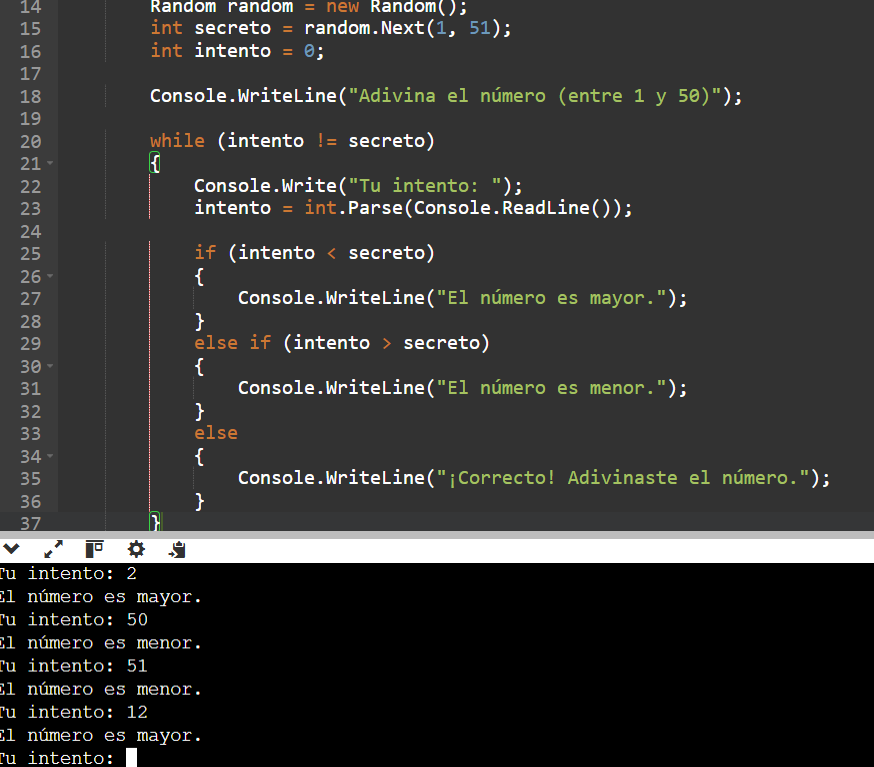 14 Random random = new Random();
15 int secreto = random.Next(1, 51);
16 int intento = 0;
17
18 Console.WriteLine("Adivina el número (entre 1 y 50)");
19
20 while (intento != secreto)
21 {
22 Console.Write("Tu intento: ");
23 intento = int.Parse(Console.ReadLine());
24
25 if (intento < secreto)
26 {
27 Console.WriteLine("El número es mayor.");
28 }
29 else if (intento > secreto)
30 {
31 Console.WriteLine("El número es menor.");
32 }
33 else
34 {
35 Console.WriteLine("¡Correcto! Adivinaste el número.");
36 }
37 }
Tu intento: 2
El número es mayor.
Tu intento: 50
El número es menor.
Tu intento: 51
El número es menor.
Tu intento: 12
El número es mayor.
Tu intento: